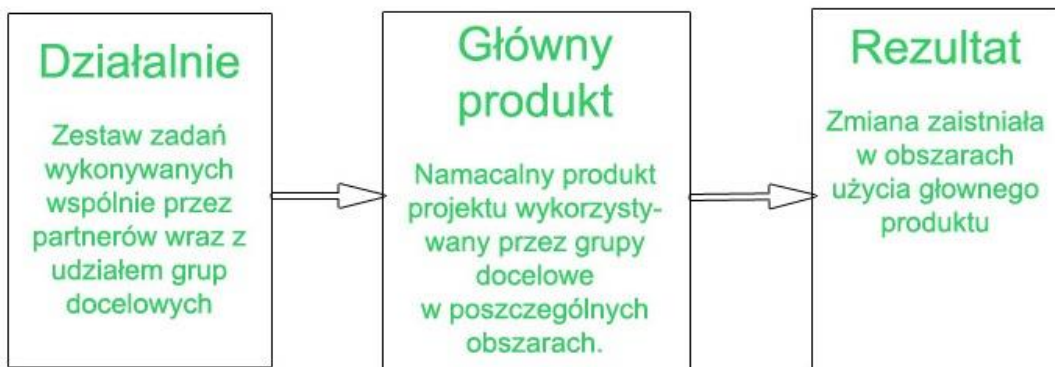 Działalnie
Zestaw zadań
wykonywanych
wspólnie przez
partnerów wraz z
udziałem grup
docelowych
Główny
produkt
Namacalny produkt
projektu wykorzysty-
wany przez grupy
docelowe
w poszczególnych
obszarach.
Rezultat
Zmiana zaistniała
w obszarach
użycia głownego
produktu